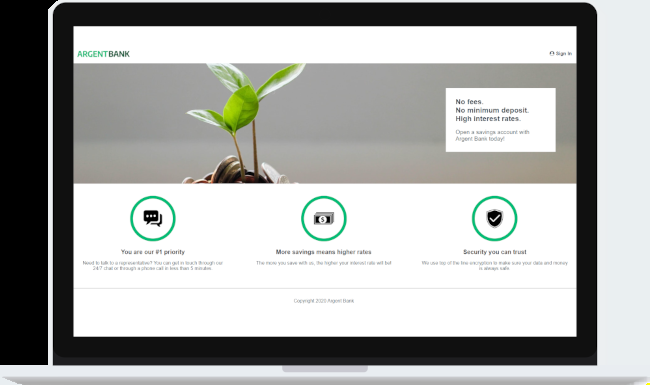 ARGENTBANK
Sign In
No fees.
No minimum deposit.
High interest rates.
Open a savings account with
Argent Bank today!
You are our #1 priority
Need to talk to a representative? You can get in touch through our
24/7 chat or through a phone call in less than 5 minutes.
More savings means higher rates
The more you save with us, the higher your interest rate will be!
Security you can trust
We use top of the line encryption to make sure your data and money
is always safe.
Copyright 2020 Argent Bank